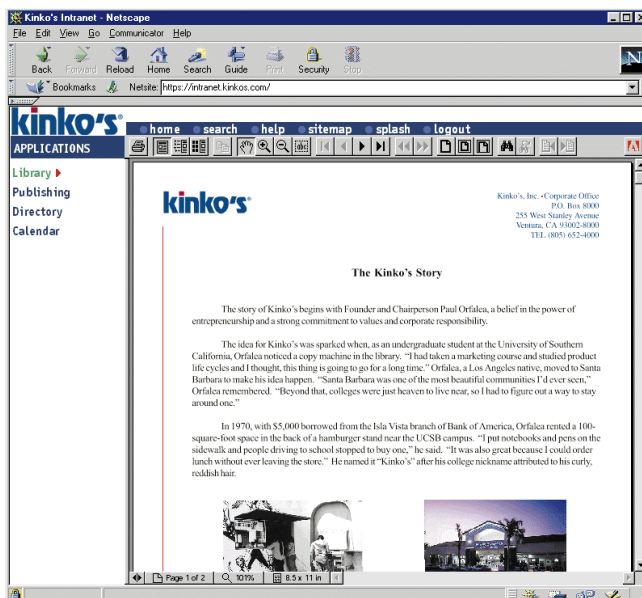 Kinko's Intranet - Netscape
File Edit View Go Communicator Help
Back Forward Reload Home Search Guide Print Security Stop
N
Bookmarks Netsite: https://intranet.kinkos.com/
kinko's
home search help sitemap splash logout
APPLICATIONS
Library
Publishing
Directory
Calendar
kinko's
Kinko's, Inc. •Corporate Office
P.O. Box 8000
255 West Stanley Avenue
Ventura, CA 93002-8000
TEL (805) 652-4000
The Kinko's Story
The story of Kinko's begins with Founder and Chairperson Paul Orfalea, a belief in the power of
entrepreneurship and a strong commitment to values and corporate responsibility.
The idea for Kinko's was sparked when, as an undergraduate student at the University of Southern
California, Orfalea noticed a copy machine in the library. “I had taken a marketing course and studied product
life cycles and I thought, this thing is going to go for a long time.” Orfalea, a Los Angeles native, moved to Santa
Barbara to make his idea happen. “Santa Barbara was one of the most beautiful communities I'd ever seen,”
Orfalea remembered. “Beyond that, colleges were just heaven to live near, so I had to figure out a way to stay
around one.”
In 1970, with $5,000 borrowed from the Isla Vista branch of Bank of America, Orfalea rented a 100-
square-foot space in the back of a hamburger stand near the UCSB campus. “I put notebooks and pens on the
sidewalk and people driving to school stopped to buy one,” he said. “It was also great because I could order
lunch without ever leaving the store.” He named it “Kinko's” after his college nickname attributed to his curly,
reddish hair.
Page 1 of 2 101% 8.5 x 11 in